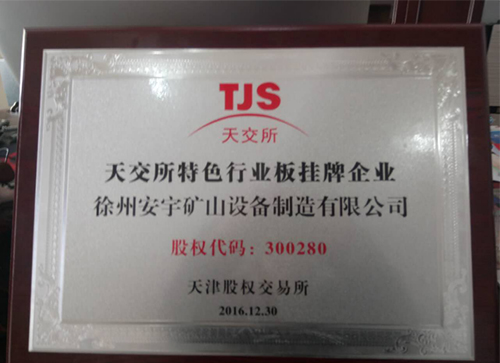 TJS
天交所
天交所特色行业板挂牌企业
徐州安宇矿山设备制造有限公司
股权代码：300280
天津股权交易所
2016.12.30